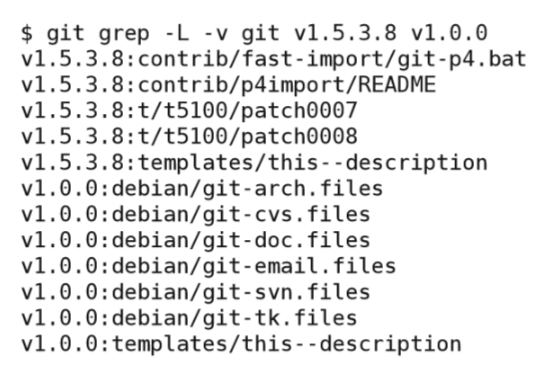 $ git grep -L -v git v1.5.3.8 v1.0.0
v1.5.3.8:contrib/fast-import/git-p4.bat
v1.5.3.8:contrib/p4import/README
v1.5.3.8:t/t5100/patch0007
v1.5.3.8:t/t5100/patch0008
v1.5.3.8:templates/this--description
v1.0.0:debian/git-arch.files
v1.0.0:debian/git-cvs.files
v1.0.0:debian/git-doc.files
v1.0.0:debian/git-email.files
v1.0.0:debian/git-svn.files
v1.0.0:debian/git-tk.files
v1.0.0:templates/this--description